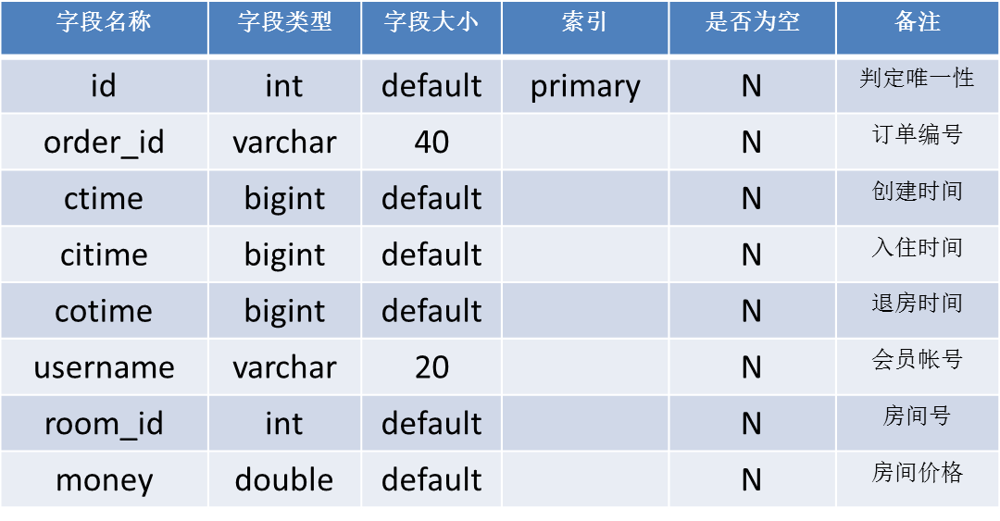 字段名称 字段类型 字段大小 索引 是否为空 备注
id int default primary N 判定唯一性
order_id varchar 40 N 订单编号
ctime bigint default N 创建时间
citime bigint default N 入住时间
cotime bigint default N 退房时间
username varchar 20 N 会员帐号
room_id int default N 房间号
money double default N 房间价格